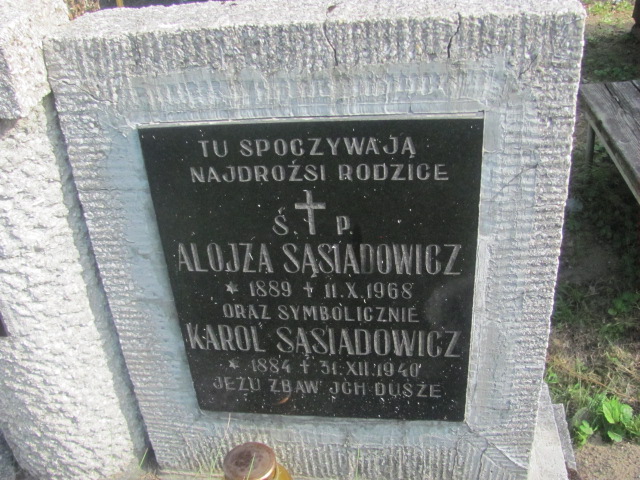 TU SPOCZYWAJĄ
NAJDROŻSI RODZICE
Ś. † P.
ALOJZA SĄSIADOWICZ
* 1889 † 11.X.1968
ORAZ SYMBOLICZNIE
KAROL SĄSIADOWICZ
* 1884 † 31.XII.1940
JEZU ZBAW JCH DUSZE